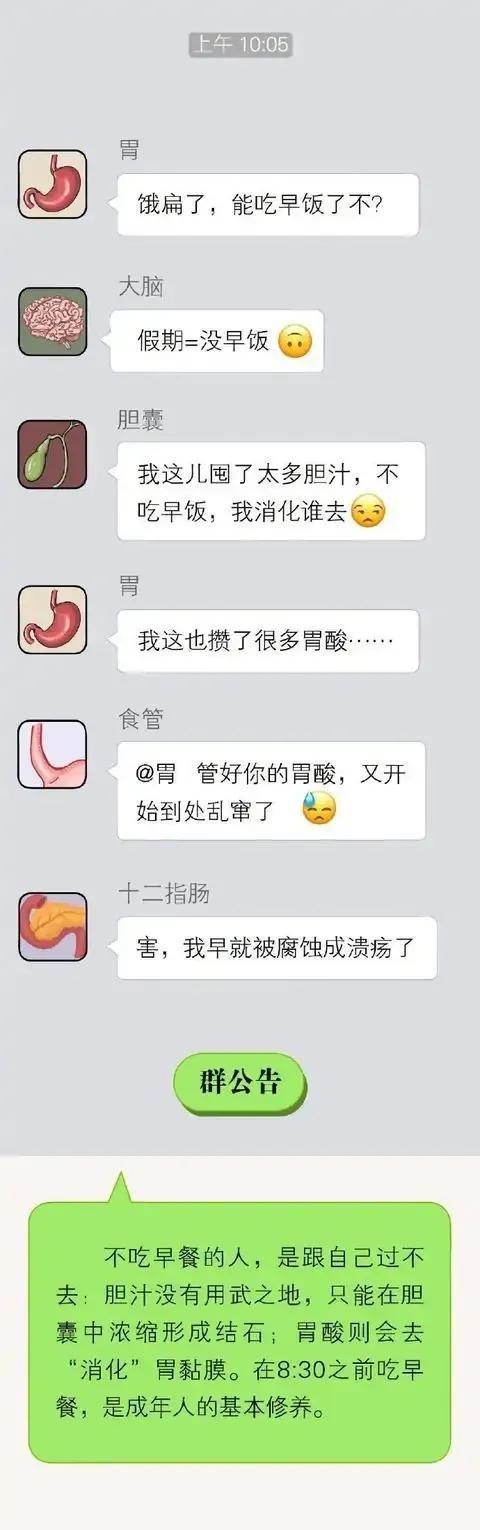 上午 10:05
胃
饿扁了，能吃早饭了不？
大脑
假期=没早饭 🙃
胆囊
我这儿囤了太多胆汁，不
吃早饭，我消化谁去😒
胃
我这也攒了很多胃酸……
食管
@胃 管好你的胃酸，又开
始到处乱窜了 😓
十二指肠
害，我早就被腐蚀成溃疡了
群公告
不吃早餐的人，是跟自己过不
去：胆汁没有用武之地，只能在胆
囊中浓缩形成结石；胃酸则会去
“消化”胃黏膜。在8:30之前吃早
餐，是成年人的基本修养。